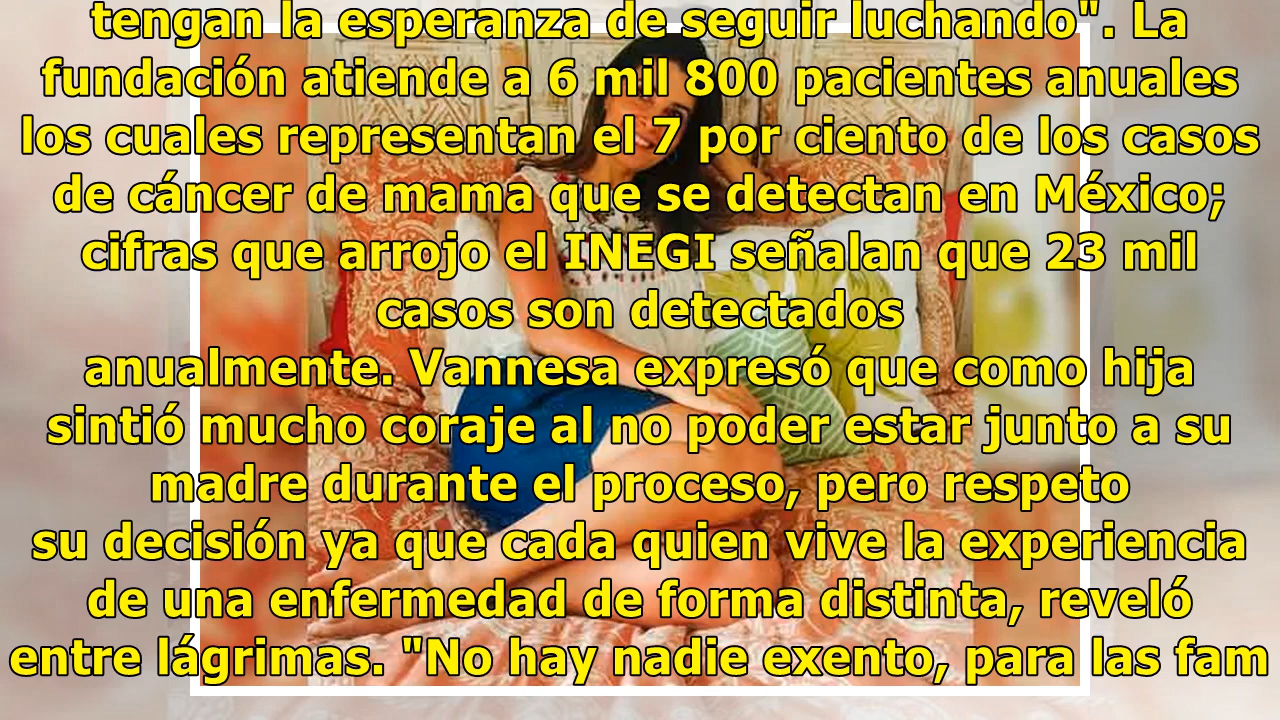 tengan la esperanza de seguir luchando". La
fundación atiende a 6 mil 800 pacientes anuales
los cuales representan el 7 por ciento de los casos
de cáncer de mama que se detectan en México;
cifras que arrojo el INEGI señalan que 23 mil
casos son detectados
anualmente. Vannesa expresó que como hija
sintió mucho coraje al no poder estar junto a su
madre durante el proceso, pero respeto
su decisión ya que cada quien vive la experiencia
de una enfermedad de forma distinta, reveló
entre lágrimas. "No hay nadie exento, para las fam